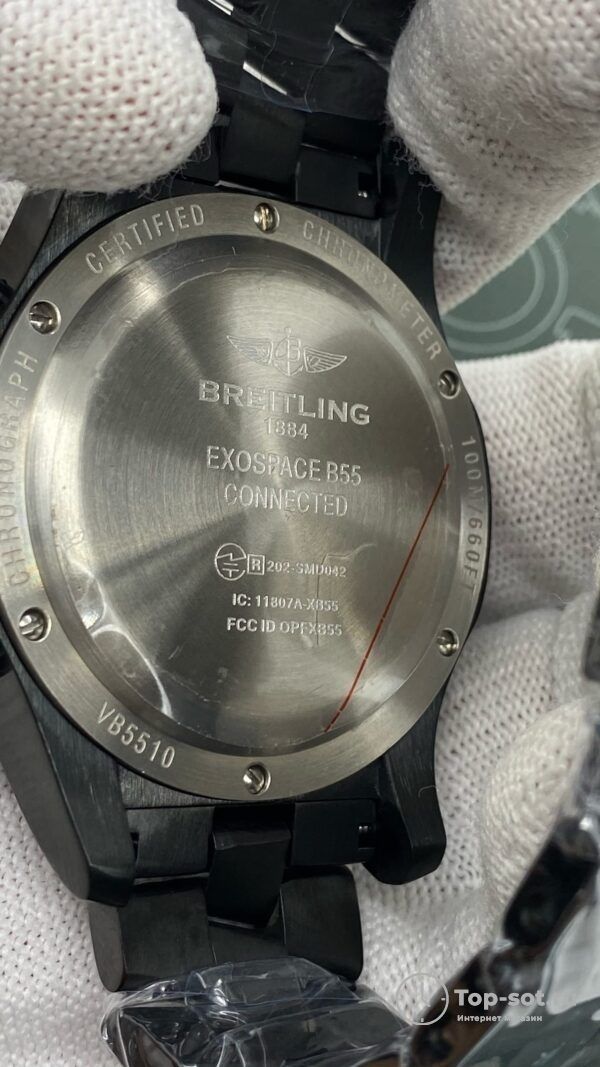 CERTIFIED
CHRONOMETER
CHRONOGRAPH
100M/660FT
BREITLING
1884
EXOSPACE B55
CONNECTED
R 202-SMU042
IC: 11807A-XB55
FCC ID OPFXB55
VB5510
Top-sot.
Интернет магазин